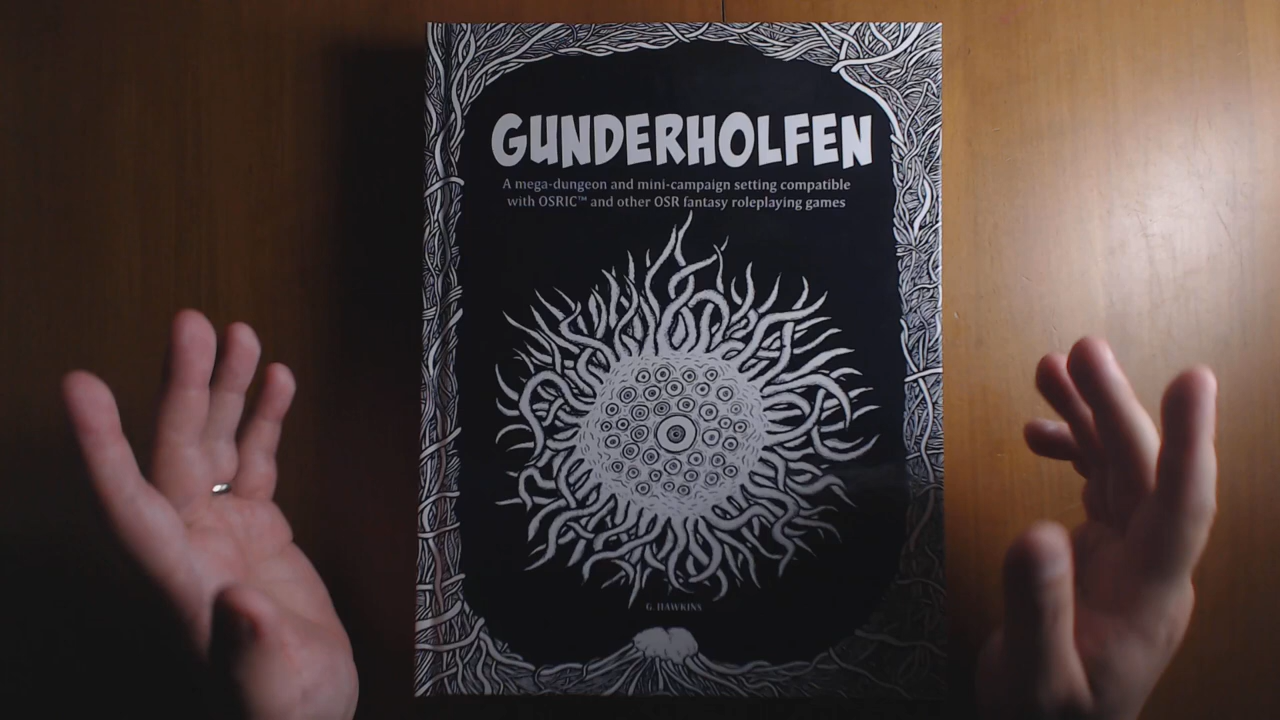 GUNDERHOLFEN
A mega-dungeon and mini-campaign setting compatible
with OSRIC™ and other OSR fantasy roleplaying games
G. HAWKINS